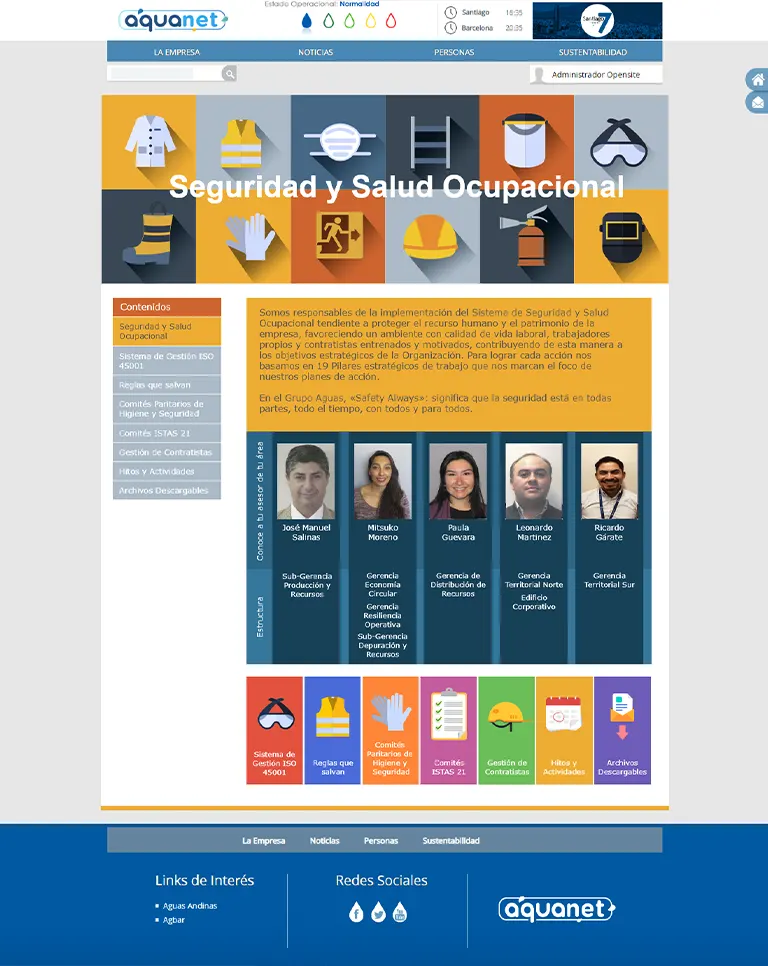 aquanet
Estado Operacional: Normalidad
Santiago 16:35
Barcelona 20:35
Santiago 7
LA EMPRESA
NOTICIAS
PERSONAS
SUSTENTABILIDAD
Administrador Opensite
Seguridad y Salud Ocupacional
Contenidos
Seguridad y Salud
Ocupacional
Sistema de Gestión ISO
45001
Reglas que salvan
Comités Paritarios de
Higiene y Seguridad
Comités ISTAS 21
Gestión de Contratistas
Hitos y Actividades
Archivos Descargables
Somos responsables de la implementación del Sistema de Seguridad y Salud
Ocupacional tendiente a proteger el recurso humano y el patrimonio de la
empresa, favoreciendo un ambiente con calidad de vida laboral, trabajadores
propios y contratistas entrenados y motivados, contribuyendo de esta manera a
los objetivos estratégicos de la Organización. Para lograr cada acción nos
basamos en 19 Pilares estratégicos de trabajo que nos marcan el foco de
nuestros planes de acción.
En el Grupo Aguas, «Safety Always»: significa que la seguridad está en todas
partes, todo el tiempo, con todos y para todos.
Conoce a tu asesor de tu área
José Manuel
Salinas
Mitsuko
Moreno
Paula
Guevara
Leonardo
Martinez
Ricardo
Gárate
Estructura
Sub-Gerencia
Producción y
Recursos
Gerencia
Economía
Circular
Gerencia
Resiliencia
Operativa
Sub-Gerencia
Depuración y
Recursos
Gerencia de
Distribución de
Recursos
Gerencia
Territorial Norte
Edificio
Corporativo
Gerencia
Territorial Sur
Sistema de
Gestión ISO
45001
Reglas que
salvan
Comités
Paritarios de
Higiene y
Seguridad
Comités
ISTAS 21
Gestión de
Contratistas
Hitos y
Actividades
Archivos
Descargables
La Empresa
Noticias
Personas
Sustentabilidad
Links de Interés
Aguas Andinas
Agbar
Redes Sociales
aquanet